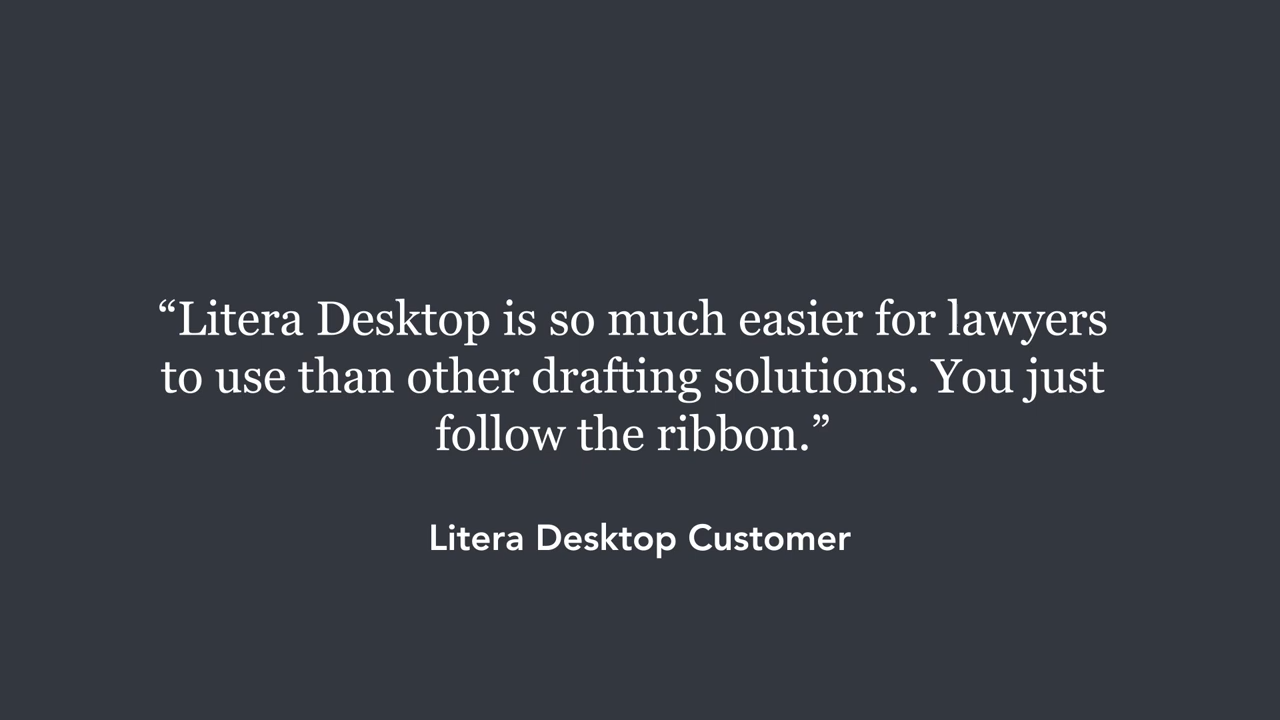 “Litera Desktop is so much easier for lawyers
to use than other drafting solutions. You just
follow the ribbon.”
Litera Desktop Customer